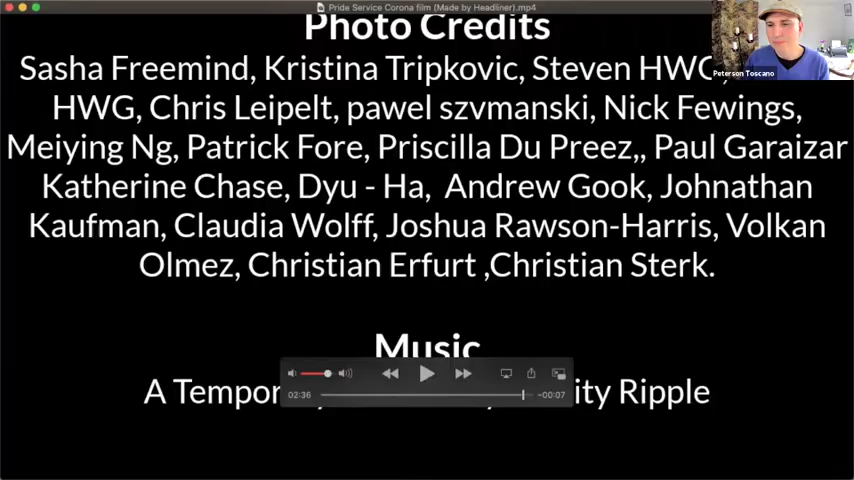 Pride Service Corona film (Made by Headliner).mp4
Photo Credits
Peterson Toscano
Sasha Freemind, Kristina Tripkovic, Steven HWG,
HWG, Chris Leipelt, pawel szvmanski, Nick Fewings,
Meiying Ng, Patrick Fore, Priscilla Du Preez,, Paul Garaizar
Katherine Chase, Dyu - Ha, Andrew Gook, Johnathan
Kaufman, Claudia Wolff, Joshua Rawson-Harris, Volkan
Olmez, Christian Erfurt ,Christian Sterk.
Music
A ity Ripple
02:36 -00:07